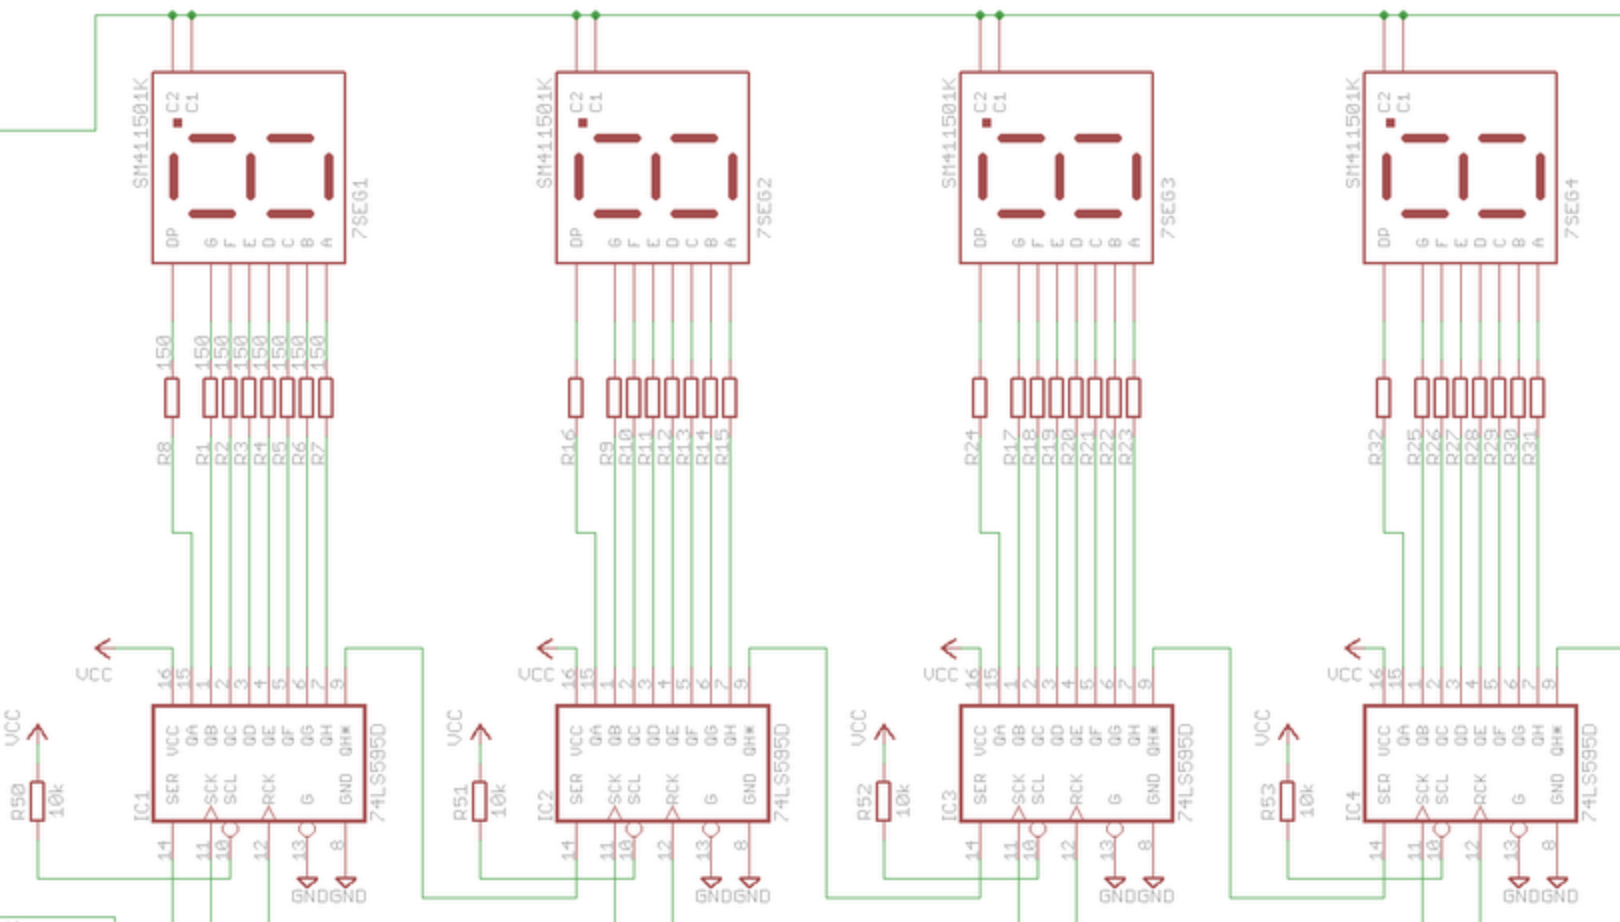 C2 C1 C2 C1 C2 C1 C2 C1
SM411501K 7SEG1 SM411501K 7SEG2 SM411501K 7SEG3 SM411501K 7SEG4
DP G F E D C B A DP G F E D C B A DP G F E D C B A DP G F E D C B A
150 150 150 150 150 150 150 150
R8 R1 R2 R3 R4 R5 R6 R7 R16 R9 R10 R11 R12 R13 R14 R15 R24 R17 R18 R19 R20 R21 R22 R23 R32 R25 R26 R27 R28 R29 R30 R31
VCC VCC VCC VCC
16 15 1 2 3 4 5 6 7 9 16 15 1 2 3 4 5 6 7 9 16 15 1 2 3 4 5 6 7 9 16 15 1 2 3 4 5 6 7 9
VCC VCC QA QB QC QD QE QF QG QH QH* VCC VCC QA QB QC QD QE QF QG QH QH* VCC VCC QA QB QC QD QE QF QG QH QH* VCC VCC QA QB QC QD QE QF QG QH QH*
R50 10k IC1 SER SCK SCL RCK G GND 74LS595D R51 10k IC2 SER SCK SCL RCK G GND 74LS595D R52 10k IC3 SER SCK SCL RCK G GND 74LS595D R53 10k IC4 SER SCK SCL RCK G GND 74LS595D
14 11 10 12 13 8 14 11 10 12 13 8 14 11 10 12 13 8 14 11 10 12 13 8
GND GND GND GND GND GND GND GND